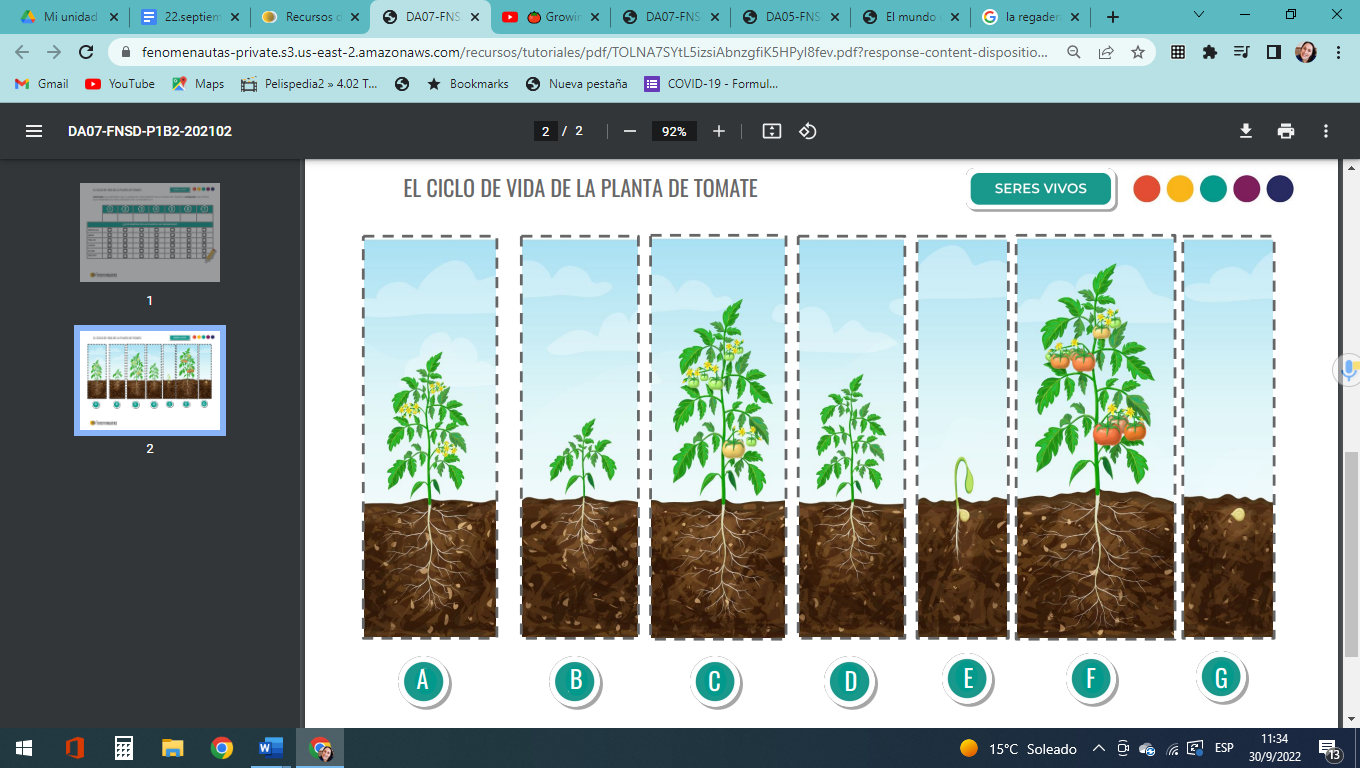 Mi unidad
22.septiem
Recursos d
DA07-FNS
Growin
DA07-FNS
DA05-FNS
El mundo
la regader
fenomenautas-private.s3.us-east-2.amazonaws.com/recursos/tutoriales/pdf/TOLNA7SYtL5izsiAbnzgfiK5HPyI8fev.pdf?response-content-dispositio...
Gmail
YouTube
Maps
Pelispedia2 » 4.02 T...
Bookmarks
Nueva pestaña
COVID-19 - Formul...
DA07-FNSD-P1B2-202102
2 / 2
92%
1
2
EL CICLO DE VIDA DE LA PLANTA DE TOMATE
SERES VIVOS
A
B
C
D
E
F
G
15°C Soleado
ESP
11:34
30/9/2022
13